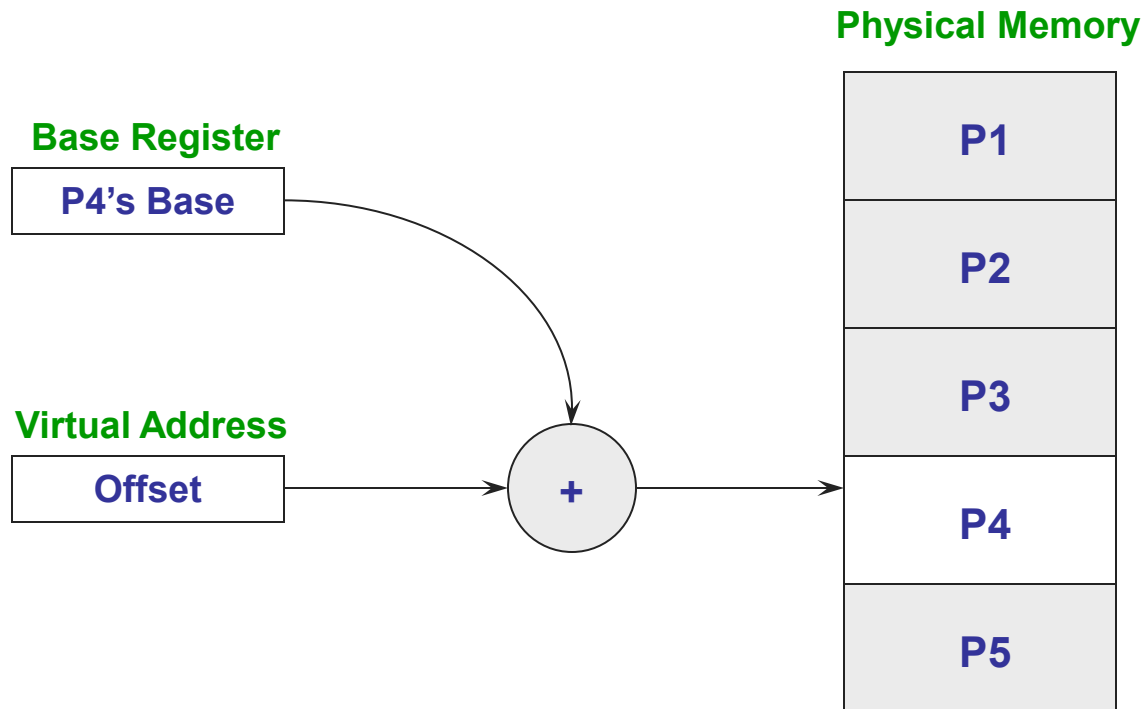 Physical Memory
Base Register
P4’s Base
Virtual Address
Offset
+
P1
P2
P3
P4
P5